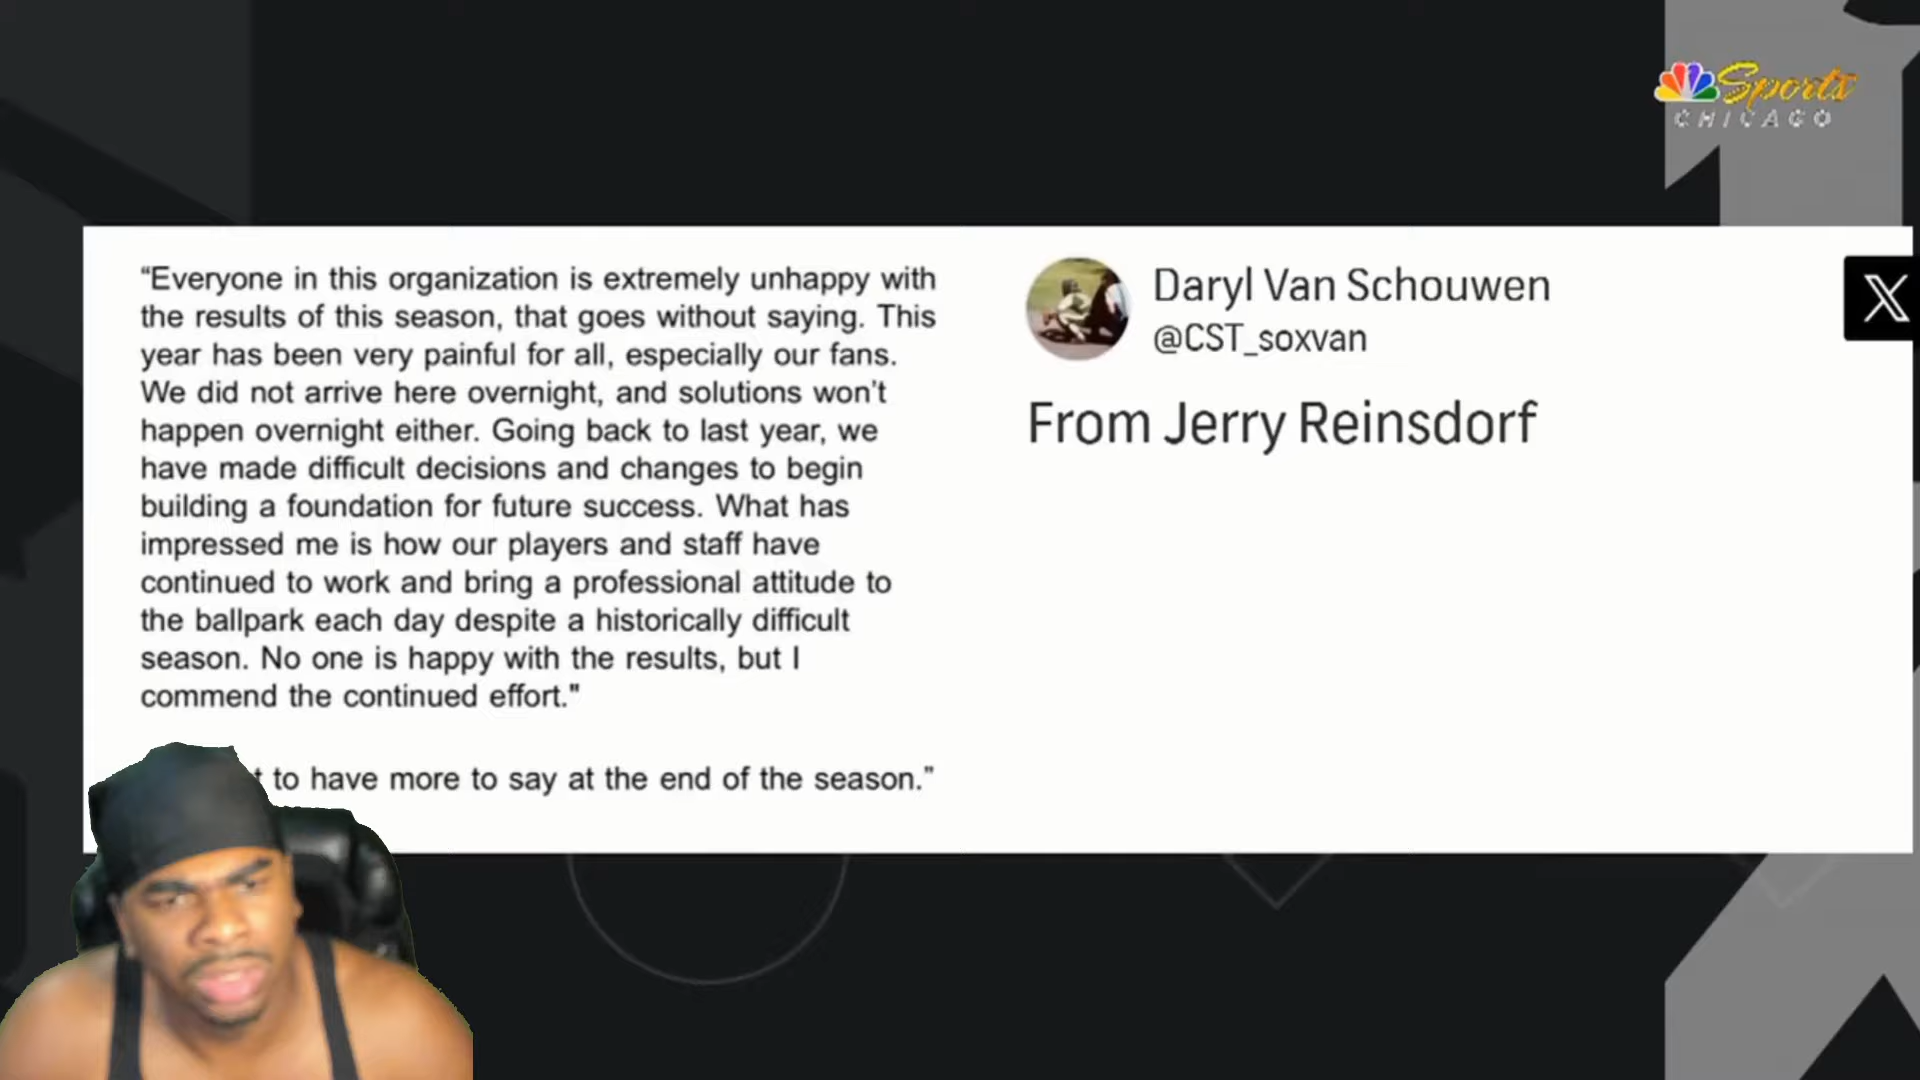 Sports
CHICAGO
“Everyone in this organization is extremely unhappy with
the results of this season, that goes without saying. This
year has been very painful for all, especially our fans.
We did not arrive here overnight, and solutions won't
happen overnight either. Going back to last year, we
have made difficult decisions and changes to begin
building a foundation for future success. What has
impressed me is how our players and staff have
continued to work and bring a professional attitude to
the ballpark each day despite a historically difficult
season. No one is happy with the results, but I
commend the continued effort."
to have more to say at the end of the season.”
Daryl Van Schouwen
@CST_soxvan
From Jerry Reinsdorf
X